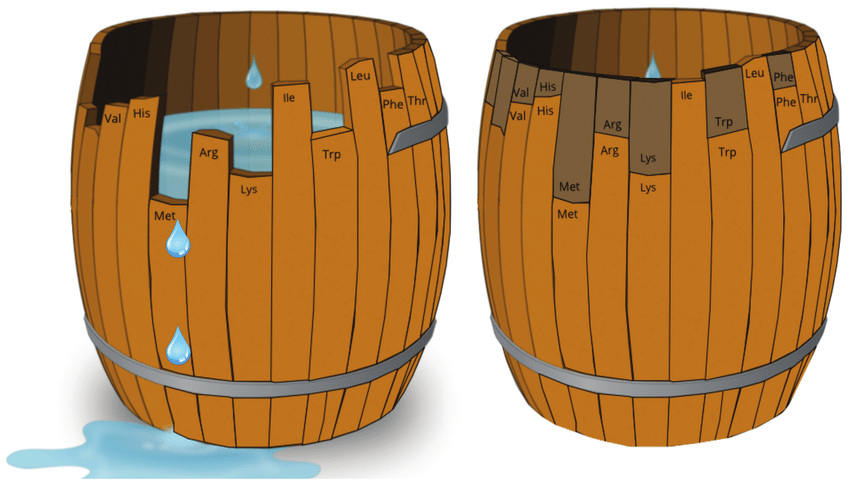 Val
His
Met
Arg
Lys
Ile
Trp
Leu
Phe
Thr
Val
Val
His
His
Met
Met
Arg
Arg
Lys
Lys
Ile
Trp
Trp
Leu
Phe
Phe
Thr